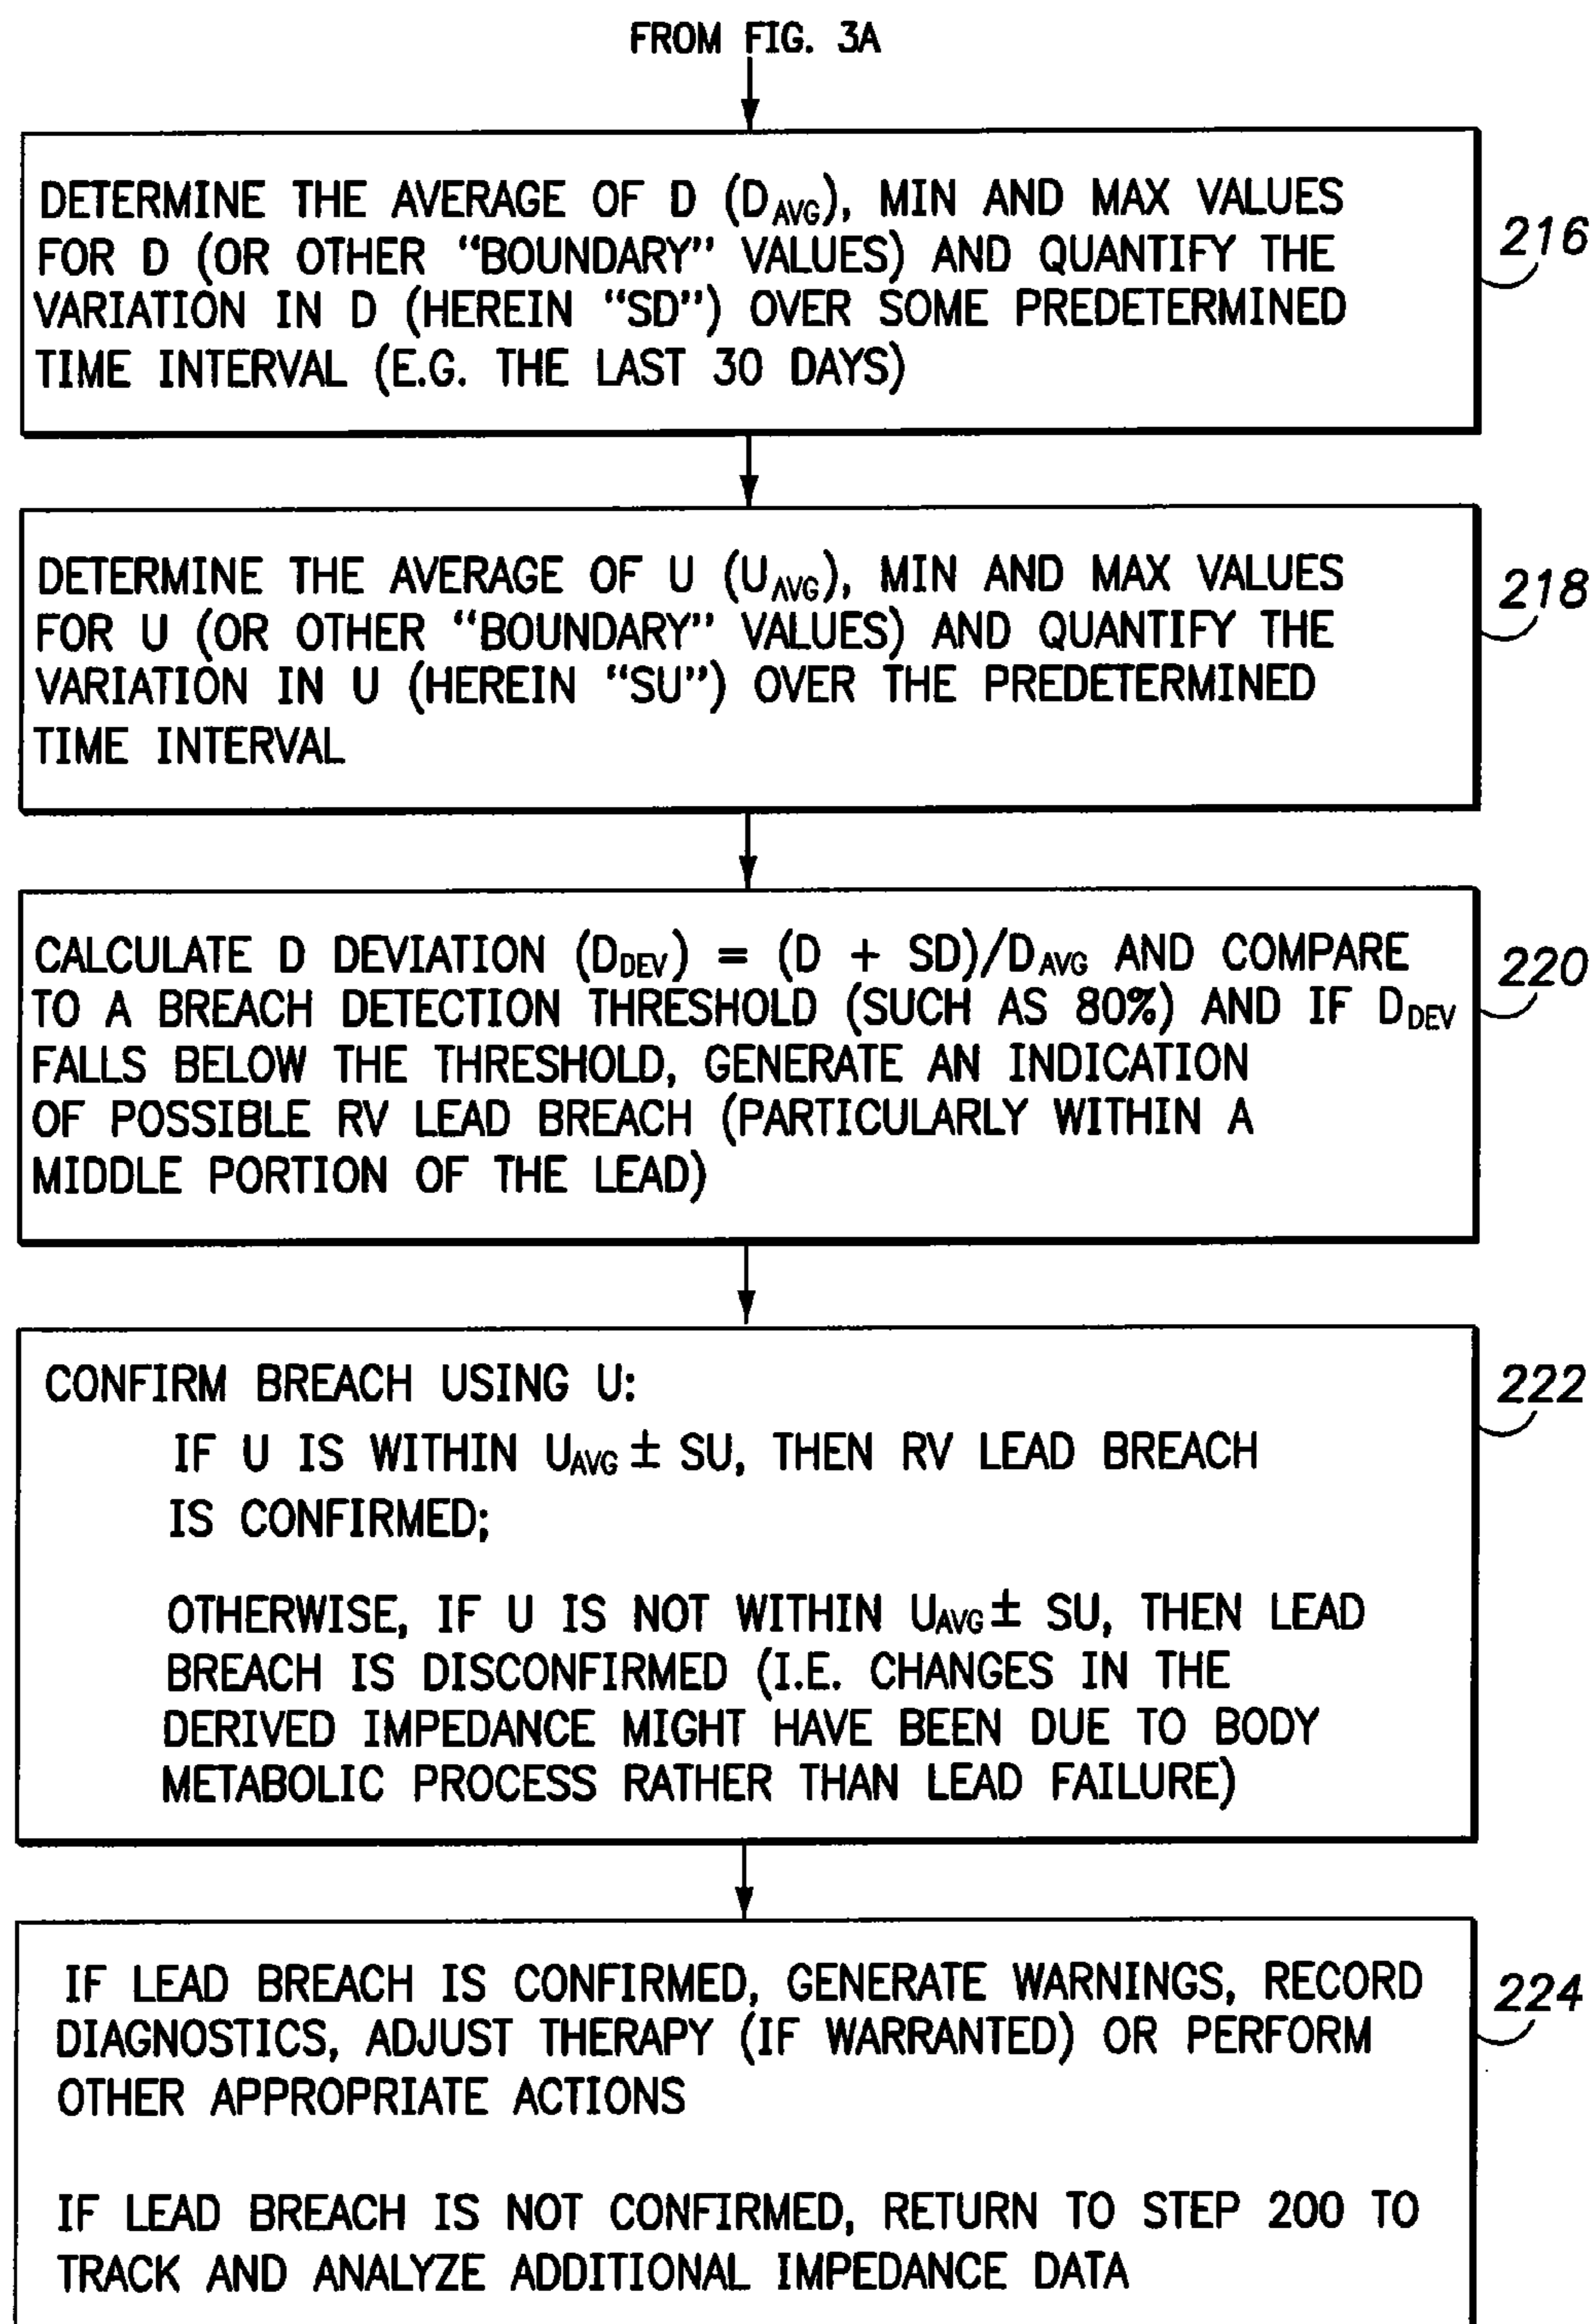 FROM FIG. 3A
DETERMINE THE AVERAGE OF D (DAVG), MIN AND MAX VALUES
FOR D (OR OTHER "BOUNDARY" VALUES) AND QUANTIFY THE
VARIATION IN D (HEREIN "SD") OVER SOME PREDETERMINED
TIME INTERVAL (E.G. THE LAST 30 DAYS)
216
DETERMINE THE AVERAGE OF U (UAVG), MIN AND MAX VALUES
FOR U (OR OTHER "BOUNDARY" VALUES) AND QUANTIFY THE
VARIATION IN U (HEREIN "SU") OVER THE PREDETERMINED
TIME INTERVAL
218
CALCULATE D DEVIATION (DDEV) = (D + SD)/DAVG AND COMPARE
TO A BREACH DETECTION THRESHOLD (SUCH AS 80%) AND IF DDEV
FALLS BELOW THE THRESHOLD, GENERATE AN INDICATION
OF POSSIBLE RV LEAD BREACH (PARTICULARLY WITHIN A
MIDDLE PORTION OF THE LEAD)
220
CONFIRM BREACH USING U:
IF U IS WITHIN UAVG ± SU, THEN RV LEAD BREACH
IS CONFIRMED;
OTHERWISE, IF U IS NOT WITHIN UAVG ± SU, THEN LEAD
BREACH IS DISCONFIRMED (I.E. CHANGES IN THE
DERIVED IMPEDANCE MIGHT HAVE BEEN DUE TO BODY
METABOLIC PROCESS RATHER THAN LEAD FAILURE)
222
IF LEAD BREACH IS CONFIRMED, GENERATE WARNINGS, RECORD
DIAGNOSTICS, ADJUST THERAPY (IF WARRANTED) OR PERFORM
OTHER APPROPRIATE ACTIONS
IF LEAD BREACH IS NOT CONFIRMED, RETURN TO STEP 200 TO
TRACK AND ANALYZE ADDITIONAL IMPEDANCE DATA
224